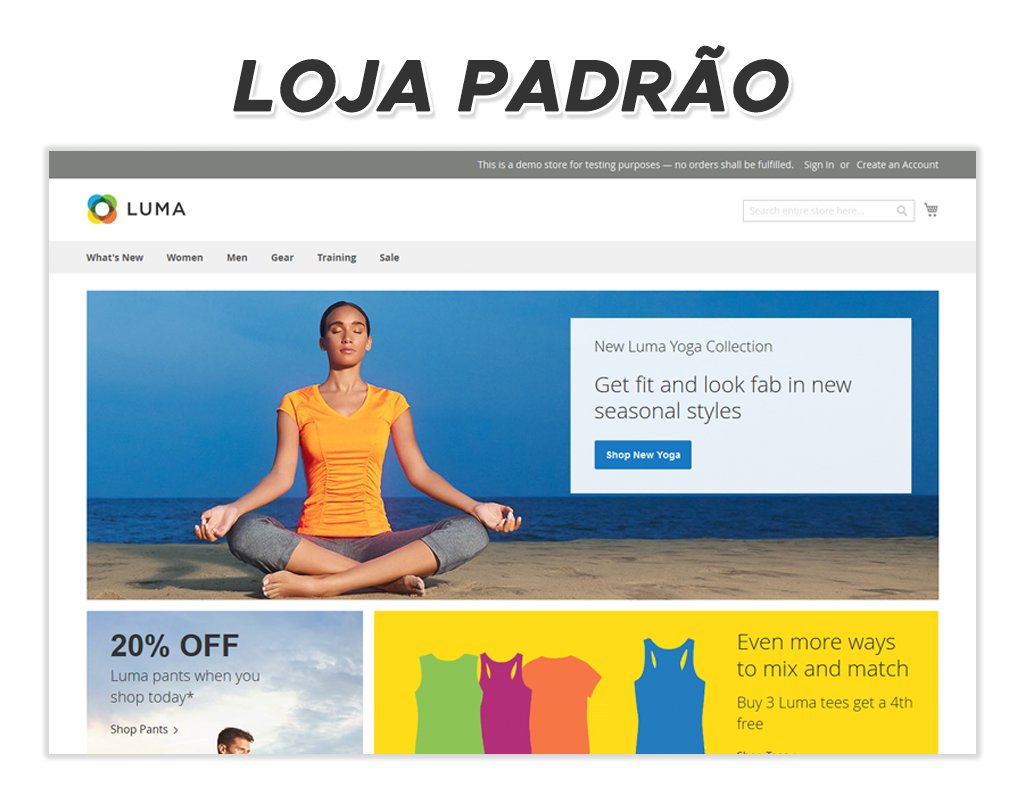 LOJA PADRÃO
This is a demo store for testing purposes — no orders shall be fulfilled. Sign In or Create an Account
LUMA
Search entire store here...
What's New Women Men Gear Training Sale
New Luma Yoga Collection
Get fit and look fab in new
seasonal styles
Shop New Yoga
20% OFF
Luma pants when you
shop today*
Shop Pants >
Even more ways
to mix and match
Buy 3 Luma tees get a 4th
free